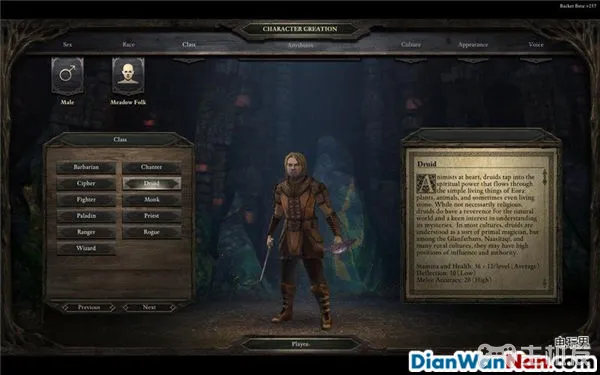 Backer Beta: v257
CHARACTER CREATION
Sex
Race
Class
Attributes
Culture
Appearance
Voice
Male
Meadow Folk
Class
Barbarian
Chanter
Cipher
Druid
Fighter
Monk
Paladin
Priest
Ranger
Rogue
Wizard
Previous
Next
Druid
Animists at heart, druids tap into the
spiritual power that flows through
the simple living things of Eora:
plants, animals, and sometimes even living
stone. While not necessarily religious,
druids do have a reverence for the natural
world and a keen interest in understanding
its mysteries. In most cultures, druids are
understood as a sort of primal magician, but
among the Glanfathans, Naasitaqi, and
many rural cultures, they may have high
positions of influence and authority.
Stamina and Health: 36 + 12/level (Average)
Deflection: 10 (Low)
Melee Accuracy: 20 (High)
Player
DianWanNan.com